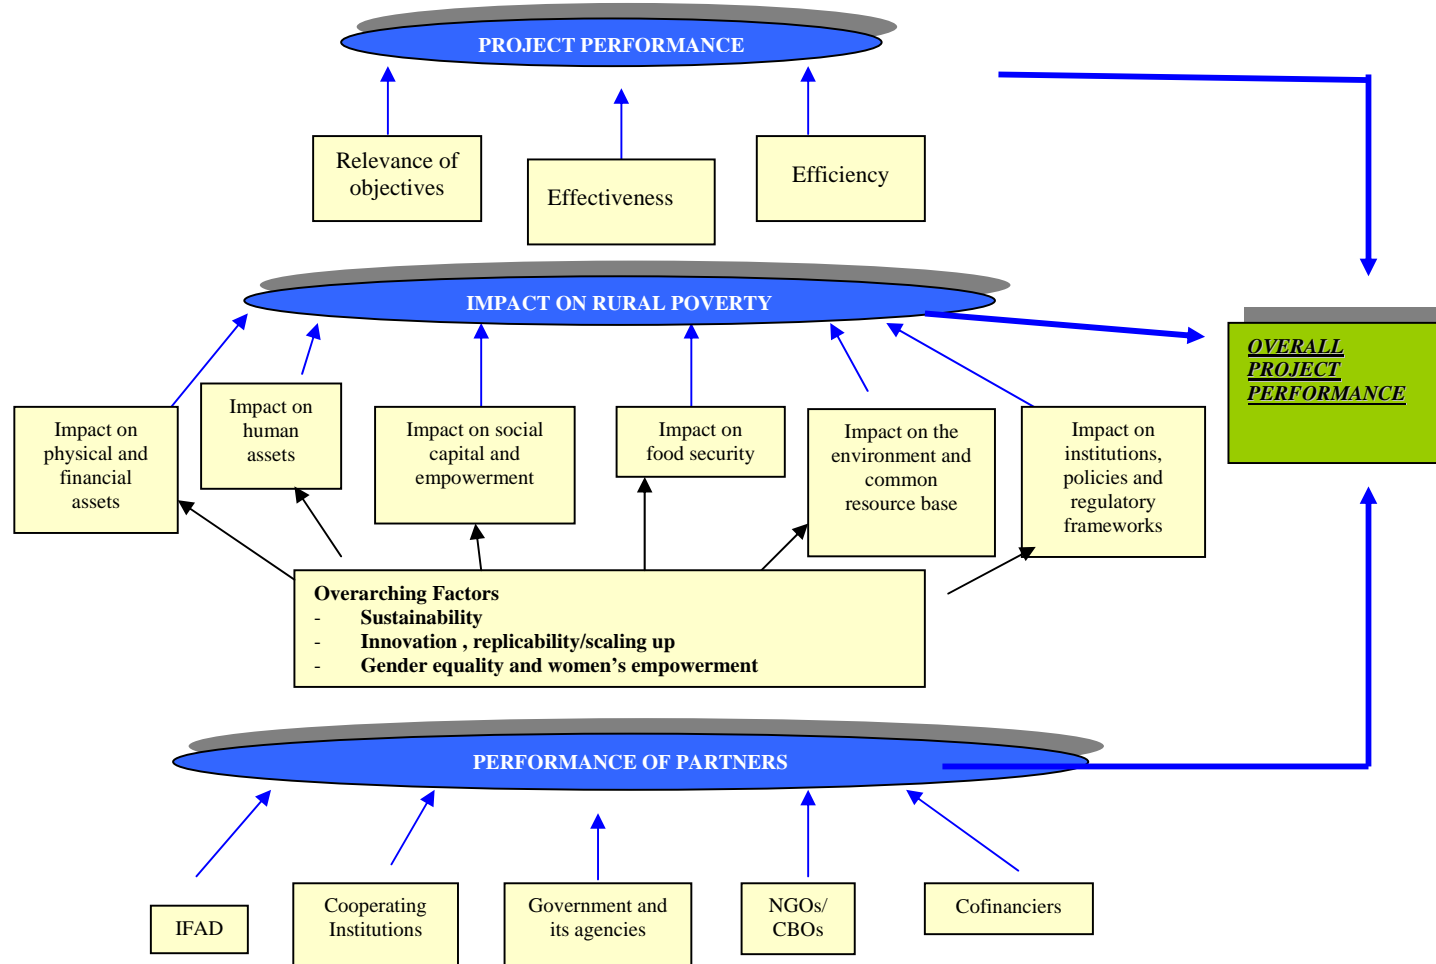 PROJECT PERFORMANCE
Relevance of
objectives
Effectiveness
Efficiency
IMPACT ON RURAL POVERTY
OVERALL
PROJECT
PERFORMANCE
Impact on
physical and
financial
assets
Impact on
human
assets
Impact on social
capital and
empowerment
Impact on
food security
Impact on the
environment and
common
resource base
Impact on
institutions,
policies and
regulatory
frameworks
Overarching Factors
- Sustainability
- Innovation , replicability/scaling up
- Gender equality and women’s empowerment
PERFORMANCE OF PARTNERS
IFAD
Cooperating
Institutions
Government and
its agencies
NGOs/
CBOs
Cofinanciers